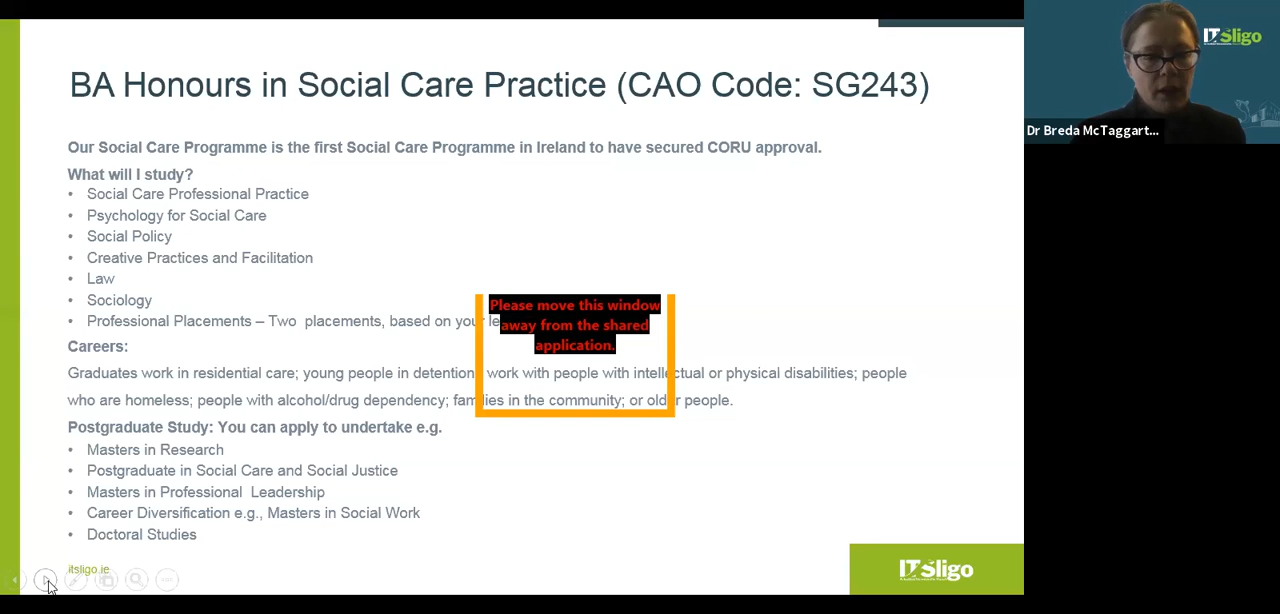 BA Honours in Social Care Practice (CAO Code: SG243)
Our Social Care Programme is the first Social Care Programme in Ireland to have secured CORU approval.
What will I study?
• Social Care Professional Practice
• Psychology for Social Care
• Social Policy
• Creative Practices and Facilitation
• Law
• Sociology
• Professional Placements – Two placements, based on your le
Please move this window
away from the shared
application.
Careers:
Graduates work in residential care; young people in detention; work with people with intellectual or physical disabilities; people
who are homeless; people with alcohol/drug dependency; families in the community; or older people.
Postgraduate Study: You can apply to undertake e.g.
• Masters in Research
• Postgraduate in Social Care and Social Justice
• Masters in Professional Leadership
• Career Diversification e.g., Masters in Social Work
• Doctoral Studies
itsligo.ie
IT Sligo
IT Sligo
Dr Breda McTaggart...